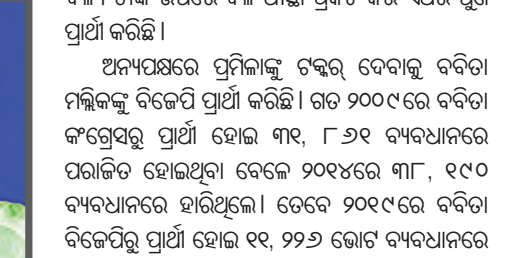 ପ୍ରାର୍ଥୀ କରିଛି।
ଅନ୍ୟପକ୍ଷରେ ପ୍ରମିଳାଙ୍କୁ ଟକ୍କର୍ ଦେବାକୁ ବବିତା
ମଲ୍ଲିକଙ୍କୁ ବିଜେପି ପ୍ରାର୍ଥୀ କରିଛି। ଗତ ୨୦୦୯ରେ ବବିତା
କଂଗ୍ରେସରୁ ପ୍ରାର୍ଥୀ ହୋଇ ୩୧, ୮୬୧ ବ୍ୟବଧାନରେ
ପରାଜିତ ହୋଇଥିବା ବେଳେ ୨୦୧୪ରେ ୩୮, ୧୯୦
ବ୍ୟବଧାନରେ ହାରିଥିଲେ। ତେବେ ୨୦୧୯ରେ ବବିତା
ବିଜେପିରୁ ପ୍ରାର୍ଥୀ ହୋଇ ୧୧, ୨୨୬ ଭୋଟ ବ୍ୟବଧାନରେ